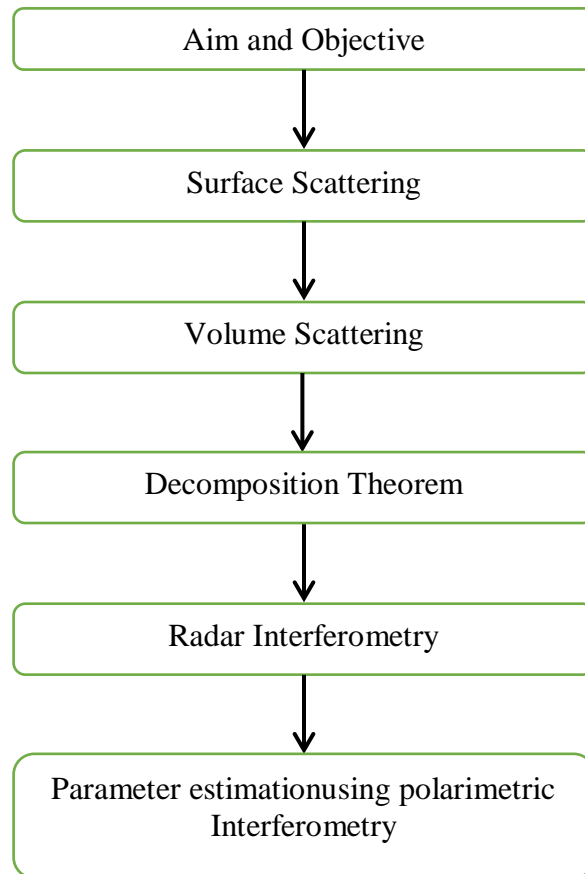 Aim and Objective
Surface Scattering
Volume Scattering
Decomposition Theorem
Radar Interferometry
Parameter estimationusing polarimetric
Interferometry